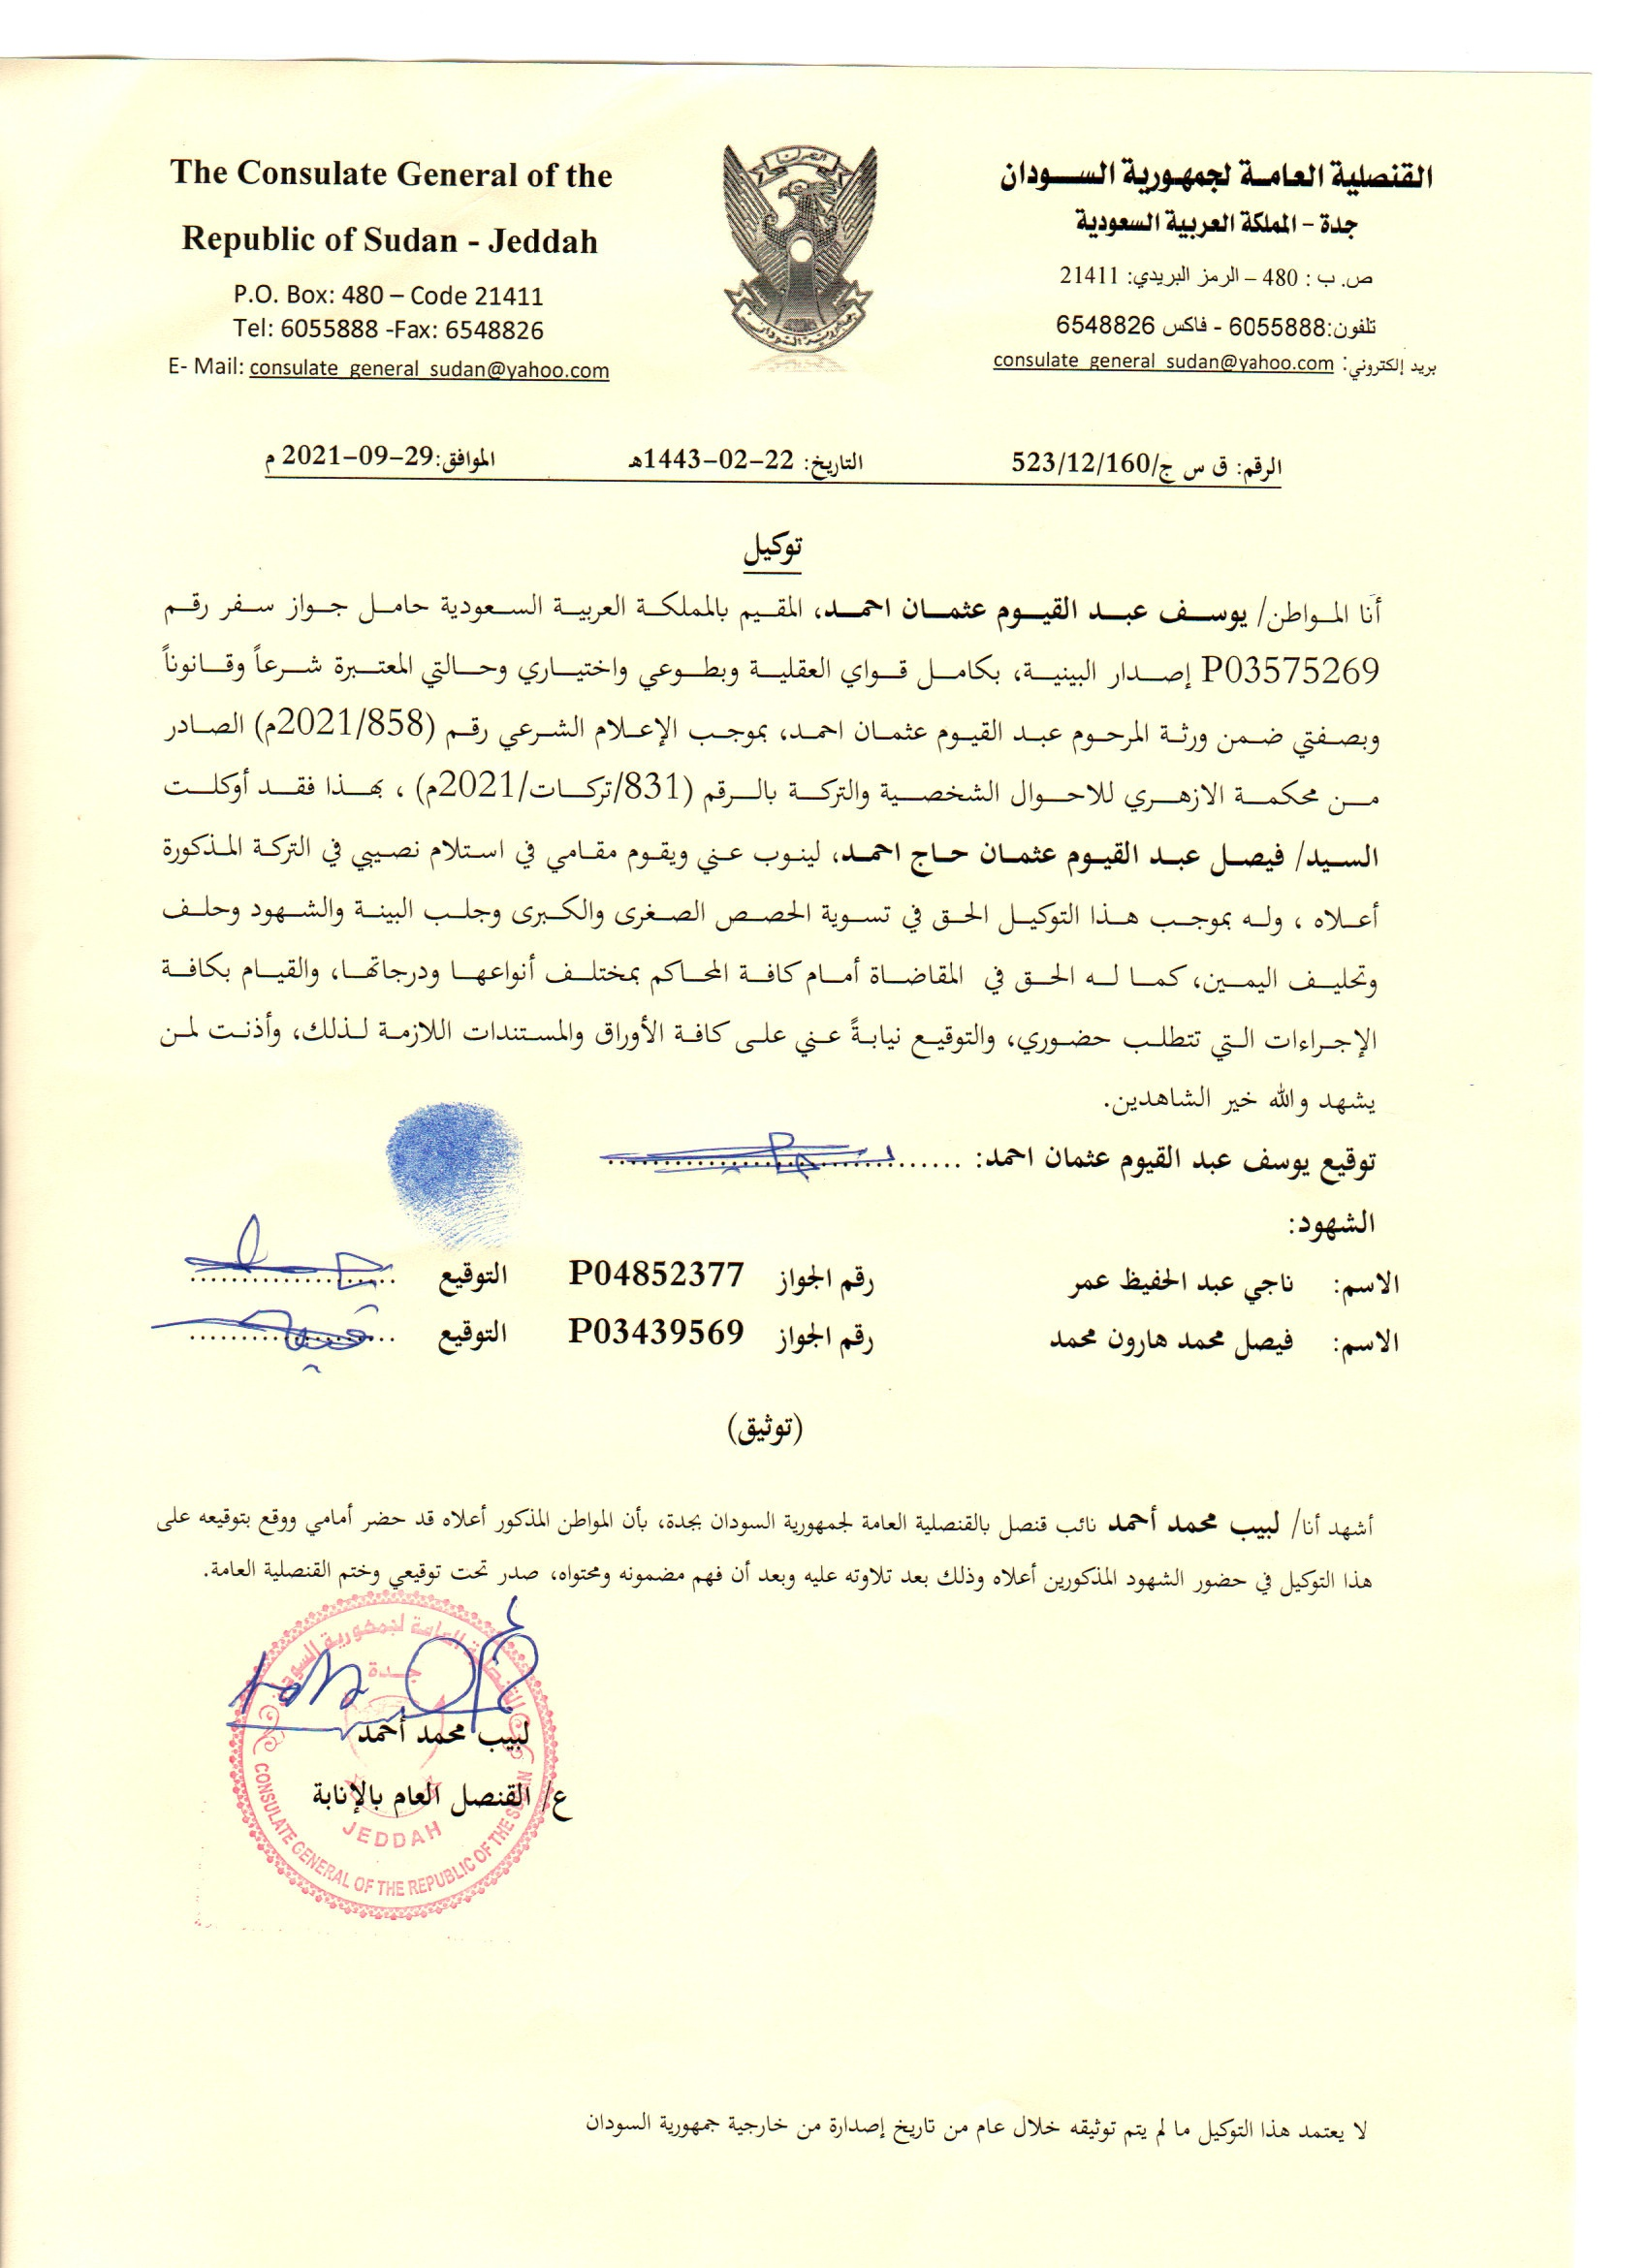 The Consulate General of the
Republic of Sudan - Jeddah
P.O. Box: 480 – Code 21411
Tel: 6055888 -Fax: 6548826
E- Mail: consulate_general_sudan@yahoo.com
القنصلية العامة لجمهورية السودان
جدة – المملكة العربية السعودية
ص. ب : 480 – الرمز البريدي: 21411
تلفون:6055888 - فاكس 6548826
بريد إلكتروني: consulate_general_sudan@yahoo.com
جمهورية السودان
الرقم: ق س ج/523/12/160 التاريخ: 22-02-1443هـ الموافق:29-09-2021 م
توكيل
أنا المواطن/ يوسف عبد القيوم عثمان احمد، المقيم بالمملكة العربية السعودية حامل جواز سفر رقم
P03575269 إصدار البينية، بكامل قواي العقلية وبطوعي واختياري وحالتي المعتبرة شرعاً وقانوناً
وبصفتي ضمن ورثة المرحوم عبد القيوم عثمان احمد، بموجب الإعلام الشرعي رقم (2021/858م) الصادر
من محكمة الازهري للاحوال الشخصية والتركة بالرقم (831/تركات/2021م) ، بهذا فقد أوكلت
السيد/ فيصل عبد القيوم عثمان حاج احمد، لينوب عني ويقوم مقامي في استلام نصيبي في التركة المذكورة
أعلاه ، وله بموجب هذا التوكيل الحق في تسوية الحصص الصغرى والكبرى وجلب البينة والشهود وحلف
وتحليف اليمين، كما له الحق في المقاضاة أمام كافة المحاكم بمختلف أنواعها ودرجاتها، والقيام بكافة
الإجراءات التي تتطلب حضوري، والتوقيع نيابةً عني على كافة الأوراق والمستندات اللازمة لذلك، وأذنت لمن
يشهد والله خير الشاهدين.
توقيع يوسف عبد القيوم عثمان احمد: ..............................
الشهود:
الاسم: ناجي عبد الحفيظ عمر رقم الجواز P04852377 التوقيع ....................
الاسم: فيصل محمد هارون محمد رقم الجواز P03439569 التوقيع ....................
(توثيق)
أشهد أنا/ لبيب محمد أحمد نائب قنصل بالقنصلية العامة لجمهورية السودان بجدة، بأن المواطن المذكور أعلاه قد حضر أمامي ووقع بتوقيعه على
هذا التوكيل في حضور الشهود المذكورين أعلاه وذلك بعد تلاوته عليه وبعد أن فهم مضمونه ومحتواه، صدر تحت توقيعي وختم القنصلية العامة.
القنصلية العامة لجمهورية السودان
جدة
لبيب محمد أحمد
ع/ القنصل العام بالإنابة
JEDDAH
CONSULATE GENERAL OF THE REPUBLIC OF THE SUDAN
لا يعتمد هذا التوكيل ما لم يتم توثيقه خلال عام من تاريخ إصدارة من خارجية جمهورية السودان